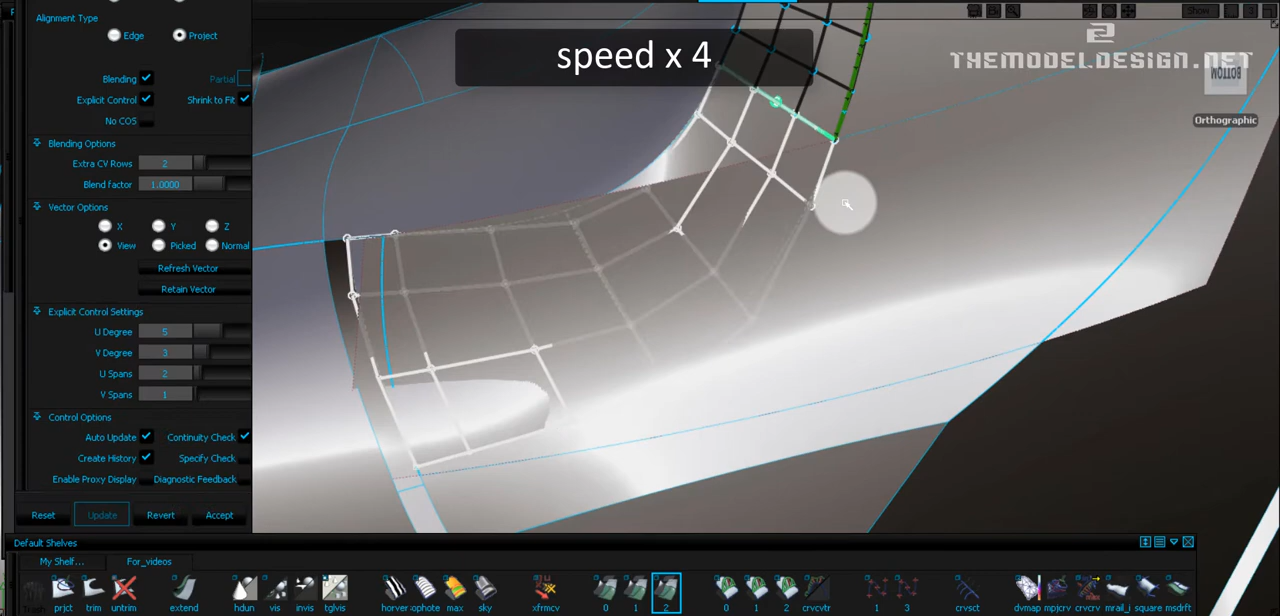 Alignment Type
Edge
Project
Blending
Partial
Explicit Control
Shrink to Fit
No COS
Blending Options
Extra CV Rows
2
Blend factor
1.0000
Vector Options
X
Y
Z
View
Picked
Normal
Refresh Vector
Retain Vector
Explicit Control Settings
U Degree
5
V Degree
3
U Spans
2
V Spans
1
Control Options
Auto Update
Continuity Check
Create History
Specify Check
Enable Proxy Display
Diagnostic Feedback
Reset
Update
Revert
Accept
speed x 4
Show
THEMODELDESIGN.NET
BOTTOM
Orthographic
Default Shelves
My Shelf...
For_videos
Trash
prjct
trim
untrim
extend
hdun
vis
invis
tglvis
horver
ophote
max
sky
xfrmcv
0
1
2
0
1
2
crvcvtr
1
3
crvsct
dvmap
mpjcrv
crvcrv
mrail_i
square
msdrft